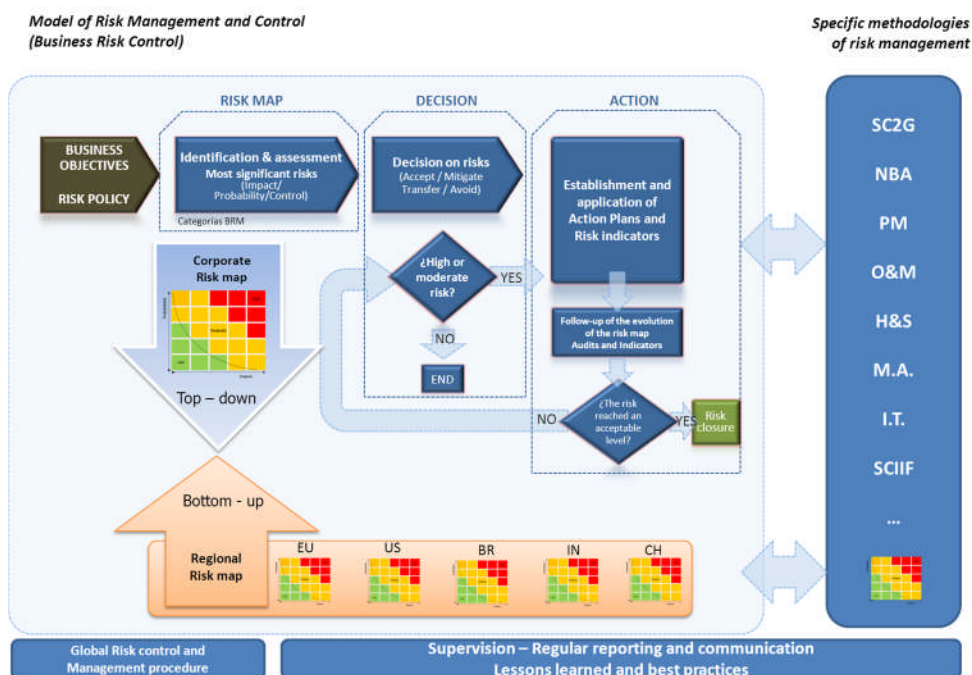 Model of Risk Management and Control
(Business Risk Control)
Specific methodologies
of risk management
RISK MAP
DECISION
ACTION
BUSINESS
OBJECTIVES
RISK POLICY
Identification & assessment
Most significant risks
(Impact/
Probability/Control)
Categorías BRM
Decision on risks
(Accept / Mitigate
Transfer / Avoid)
Establishment and
application of
Action Plans and
Risk indicators
¿High or
moderate
risk?
YES
NO
END
Follow-up of the evolution
of the risk map
Audits and Indicators
¿The risk
reached an
acceptable
level?
NO
YES
Risk
closure
Corporate
Risk map
Top – down
Bottom - up
Regional
Risk map
EU
US
BR
IN
CH
SC2G
NBA
PM
O&M
H&S
M.A.
I.T.
SCIIF
...
Global Risk control and
Management procedure
Supervision – Regular reporting and communication
Lessons learned and best practices